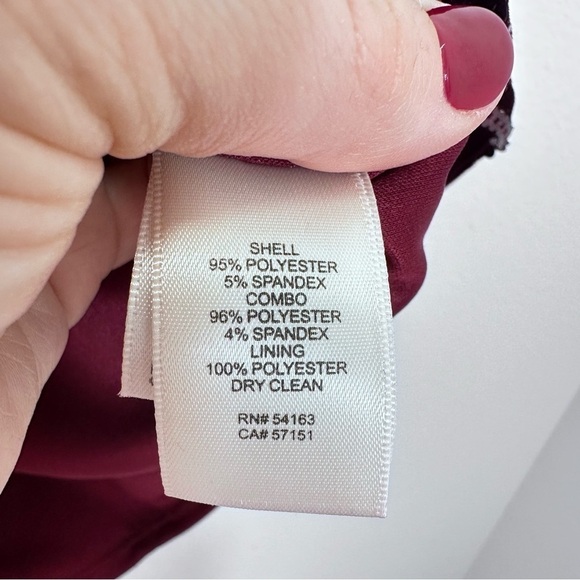 SHELL
95% POLYESTER
5% SPANDEX
COMBO
96% POLYESTER
4% SPANDEX
LINING
100% POLYESTER
DRY CLEAN
RN# 54163
CA# 57151